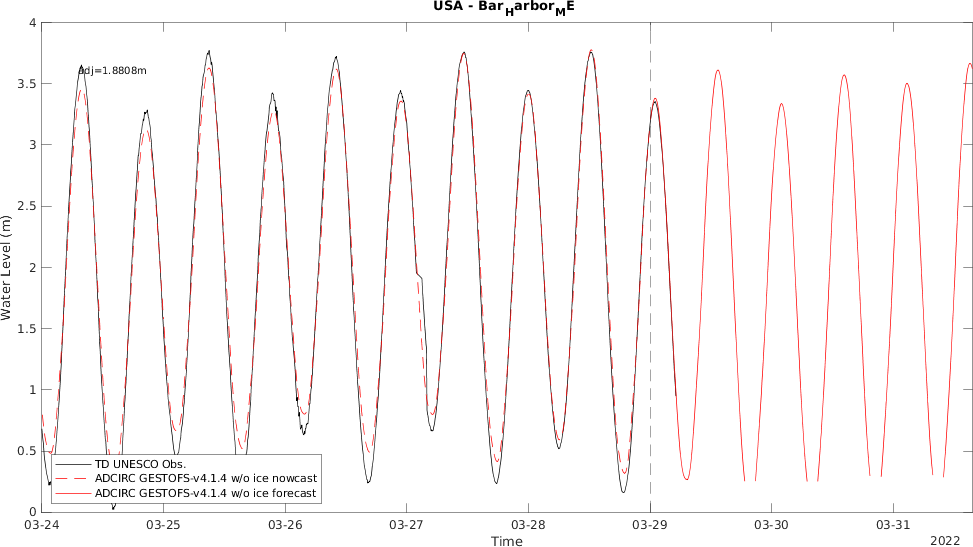 USA - Bar_Harbor_ME
4
adj=1.8808m
3.5
3
2.5
2
1.5
1
0.5
0
Water Level (m)
TD UNESCO Obs.
ADCIRC GESTOFS-v4.1.4 w/o ice nowcast
ADCIRC GESTOFS-v4.1.4 w/o ice forecast
03-24 03-25 03-26 03-27 03-28 03-29 03-30 03-31
Time
2022